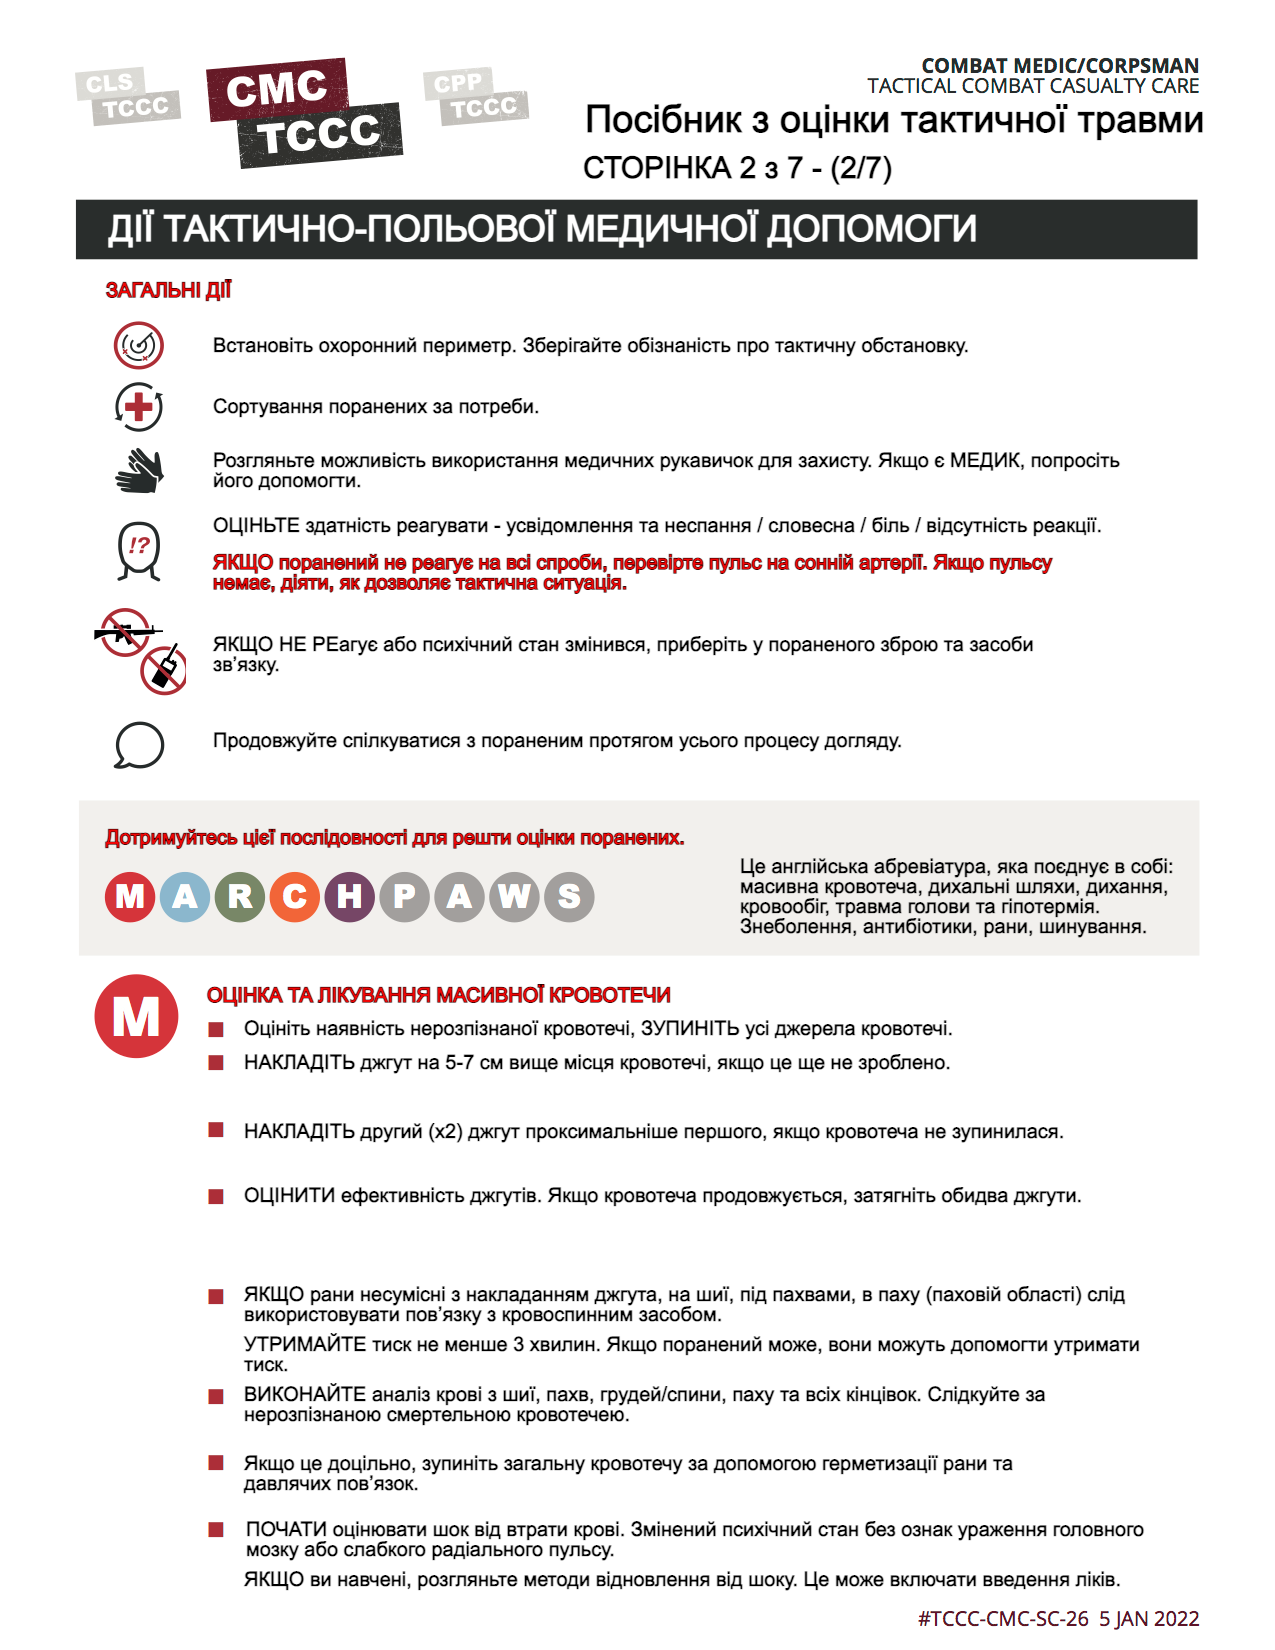 CLS
TCCC
CMC
TCCC
CPP
TCCC
COMBAT MEDIC/CORPSMAN
TACTICAL COMBAT CASUALTY CARE
Посібник з оцінки тактичної травми
СТОРІНКА 2 з 7 - (2/7)
ДІЇ ТАКТИЧНО-ПОЛЬОВОЇ МЕДИЧНОЇ ДОПОМОГИ
ЗАГАЛЬНІ ДІЇ
Встановіть охоронний периметр. Зберігайте обізнаність про тактичну обстановку.
Сортування поранених за потреби.
Розгляньте можливість використання медичних рукавичок для захисту. Якщо є МЕДИК, попросіть
його допомогти.
!?
ОЦІНЬТЕ здатність реагувати - усвідомлення та неспання / словесна / біль / відсутність реакції.
ЯКЩО поранений не реагує на всі спроби, перевірте пульс на сонній артерії. Якщо пульсу
немає, діяти, як дозволяє тактична ситуація.
ЯКЩО НЕ РЕагує або психічний стан змінився, приберіть у пораненого зброю та засоби
зв’язку.
Продовжуйте спілкуватися з пораненим протягом усього процесу догляду.
Дотримуйтесь цієї послідовності для решти оцінки поранених.
M A R C H P A W S
Це англійська абревіатура, яка поєднує в собі:
масивна кровотеча, дихальні шляхи, дихання,
кровообіг, травма голови та гіпотермія.
Знеболення, антибіотики, рани, шинування.
M
ОЦІНКА ТА ЛІКУВАННЯ МАСИВНОЇ КРОВОТЕЧИ
Оцініть наявність нерозпізнаної кровотечі, ЗУПИНІТЬ усі джерела кровотечі.
НАКЛАДІТЬ джгут на 5-7 см вище місця кровотечі, якщо це ще не зроблено.
НАКЛАДІТЬ другий (x2) джгут проксимальніше першого, якщо кровотеча не зупинилася.
ОЦІНИТИ ефективність джгутів. Якщо кровотеча продовжується, затягніть обидва джгути.
ЯКЩО рани несумісні з накладанням джгута, на шиї, під пахвами, в паху (паховій області) слід
використовувати пов’язку з кровоспинним засобом.
УТРИМАЙТЕ тиск не менше 3 хвилин. Якщо поранений може, вони можуть допомогти утримати
тиск.
ВИКОНАЙТЕ аналіз крові з шиї, пахв, грудей/спини, паху та всіх кінцівок. Слідкуйте за
нерозпізнаною смертельною кровотечею.
Якщо це доцільно, зупиніть загальну кровотечу за допомогою герметизації рани та
давлячих пов’язок.
ПОЧАТИ оцінювати шок від втрати крові. Змінений психічний стан без ознак ураження головного
мозку або слабкого радіального пульсу.
ЯКЩО ви навчені, розгляньте методи відновлення від шоку. Це може включати введення ліків.
#TCCC-CMC-SC-26 5 JAN 2022